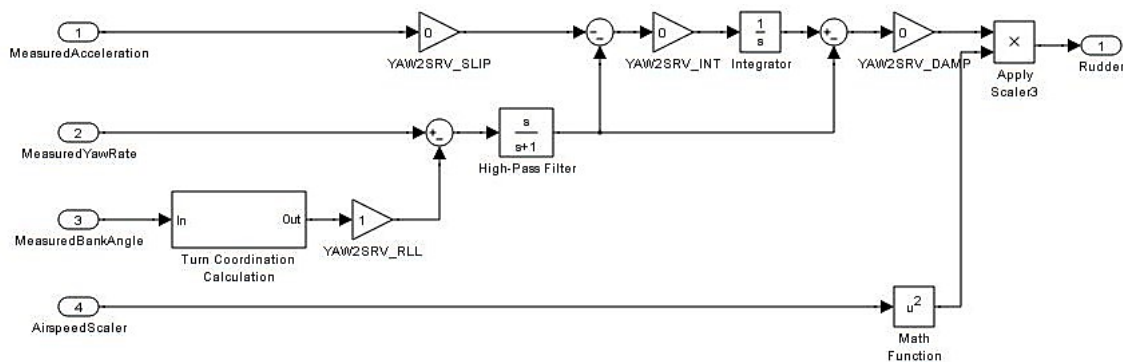 1
MeasuredAcceleration
0
YAW2SRV_SLIP
0
YAW2SRV_INT
1
s
Integrator
0
YAW2SRV_DAMP
×
Apply
Scaler3
1
Rudder
2
MeasuredYawRate
s
s+1
High-Pass Filter
3
MeasuredBankAngle
In Out
Turn Coordination
Calculation
1
YAW2SRV_RLL
4
AirspeedScaler
u²
Math
Function